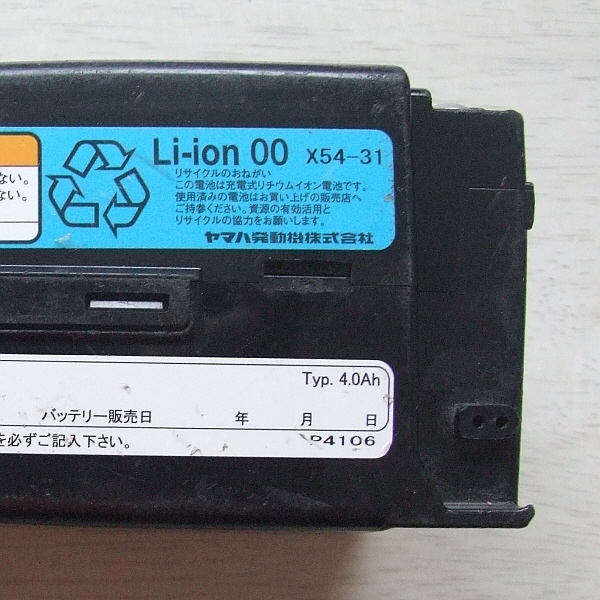 ない。
ない。
Li-ion 00 X54-31
リサイクルのおねがい
この電池は充電式リチウムイオン電池です。
使用済みの電池はお買い上げの販売店へ
ご持参ください。資源の有効活用と
リサイクルの協力をお願いします。
ヤマハ発動機株式会社
Typ. 4.0Ah
バッテリー販売日 年 月 日
を必ずご記入下さい。 P4106